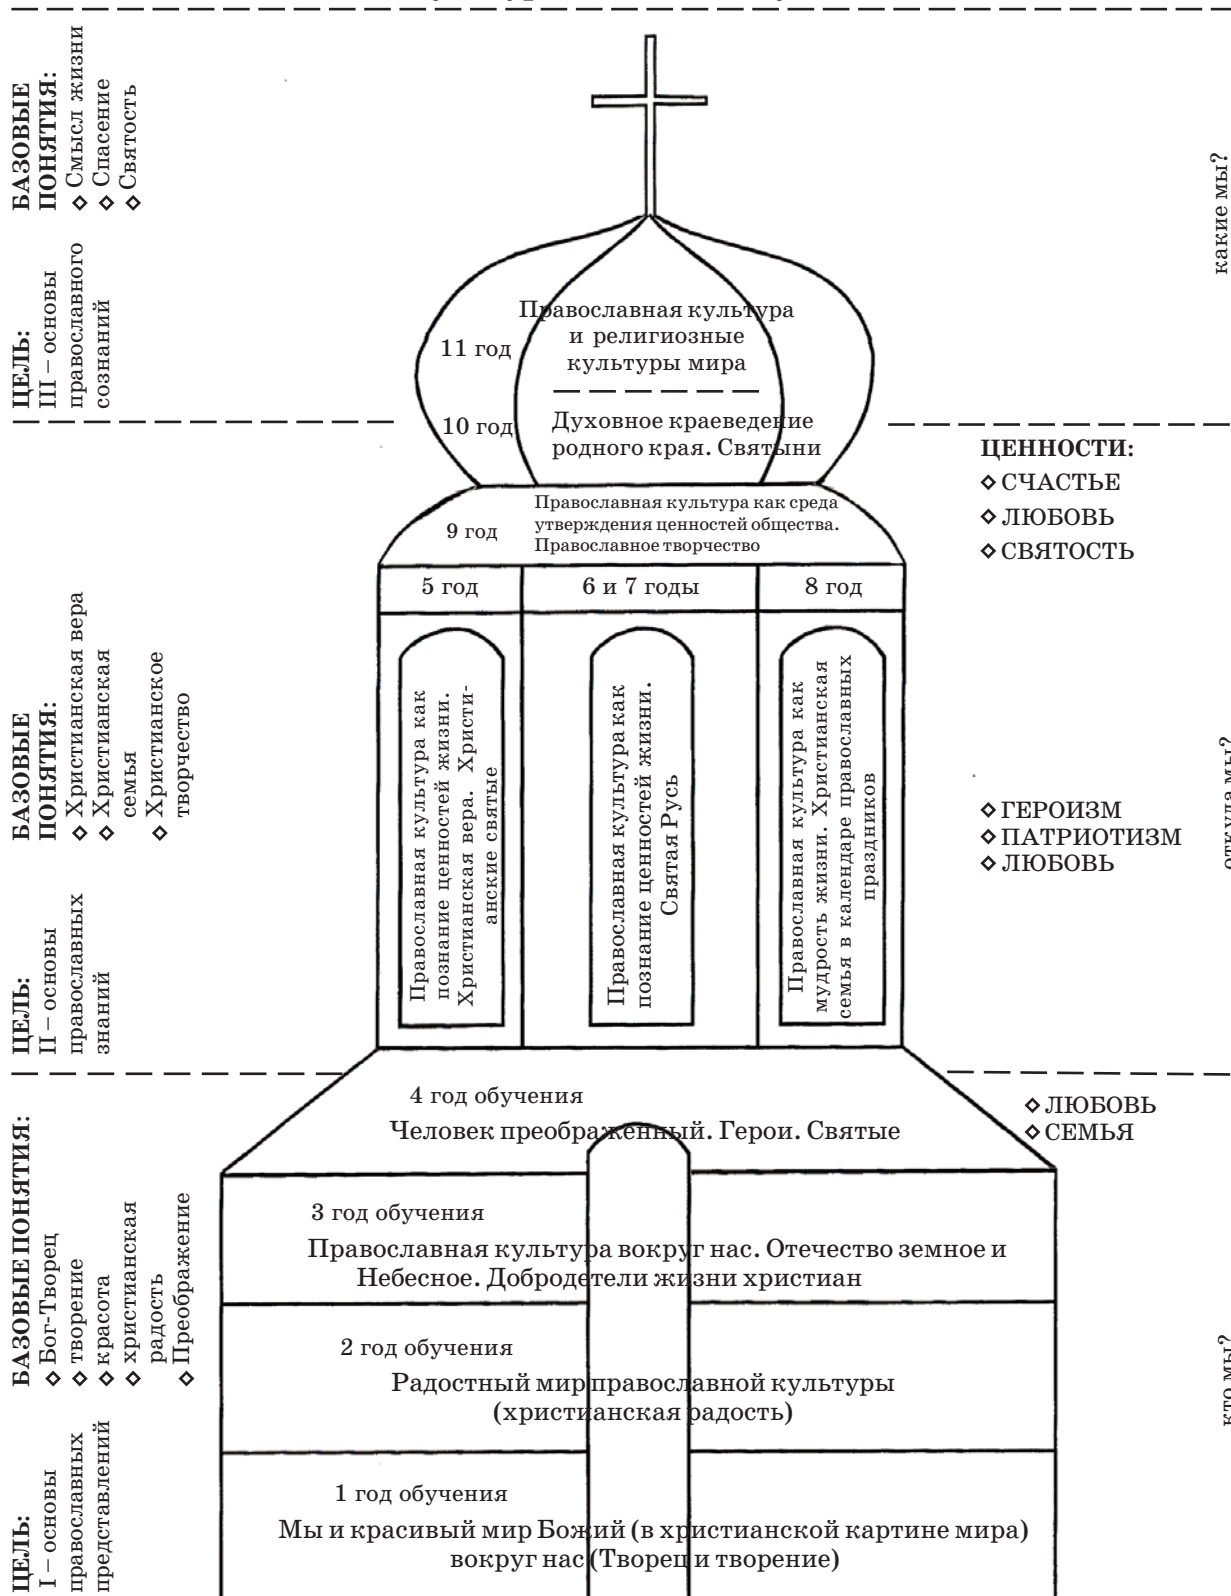 БАЗОВЫЕ
ПОНЯТИЯ:
◇ Смысл жизни
◇ Спасение
◇ Святость
ЦЕЛЬ:
III – основы
православного
сознаний
какие мы?
11 год
Православная культура
и религиозные
культуры мира
10 год
Духовное краеведение
родного края. Святыни
9 год
Православная культура как среда
утверждения ценностей общества.
Православное творчество
ЦЕННОСТИ:
◇ СЧАСТЬЕ
◇ ЛЮБОВЬ
◇ СВЯТОСТЬ
БАЗОВЫЕ
ПОНЯТИЯ:
◇ Христианская вера
◇ Христианская
семья
◇ Христианское
творчество
ЦЕЛЬ:
II – основы
православных
знаний
5 год
6 и 7 годы
8 год
Православная культура как
познание ценностей жизни.
Христианская вера. Христи-
анские святые
Православная культура как
познание ценностей жизни.
Святая Русь
Православная культура как
мудрость жизни. Христианская
семья в календаре православных
праздников
◇ ГЕРОИЗМ
◇ ПАТРИОТИЗМ
◇ ЛЮБОВЬ
откуда мы?
БАЗОВЫЕ ПОНЯТИЯ:
◇ Бог-Творец
◇ творение
◇ красота
◇ христианская
радость
◇ Преображение
ЦЕЛЬ:
I – основы
православных
представлений
4 год обучения
Человек преображенный. Герои. Святые
◇ ЛЮБОВЬ
◇ СЕМЬЯ
3 год обучения
Православная культура вокруг нас. Отечество земное и
Небесное. Добродетели жизни христиан
2 год обучения
Радостный мир православной культуры
(христианская радость)
1 год обучения
Мы и красивый мир Божий (в христианской картине мира)
вокруг нас (Творец и творение)
кто мы?